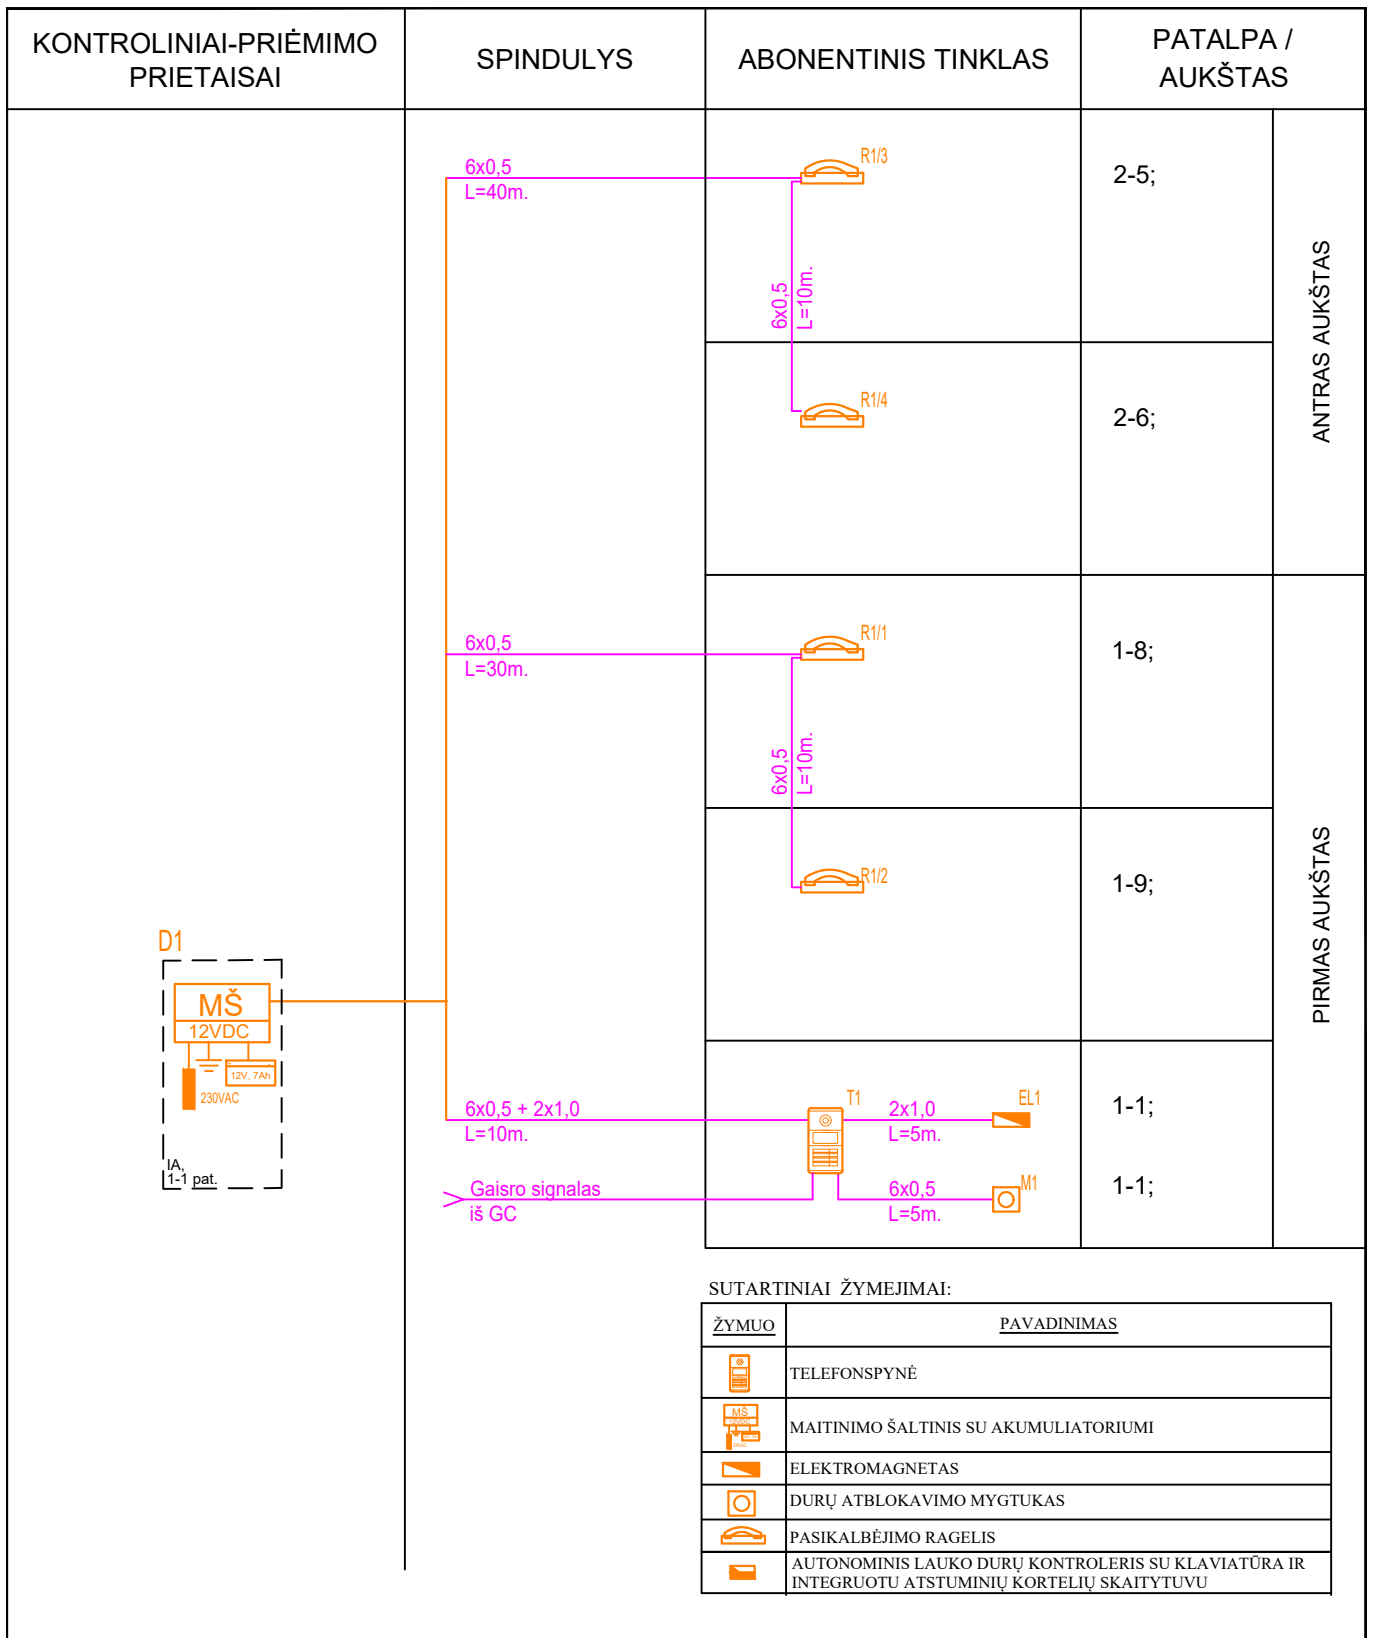 KONTROLINIAI-PRIĖMIMO
PRIETAISAI
SPINDULYS
ABONENTINIS TINKLAS
PATALPA /
AUKŠTAS
6x0,5
L=40m.
R1/3
2-5;
6x0,5
L=10m.
ANTRAS AUKŠTAS
R1/4
2-6;
6x0,5
L=30m.
R1/1
1-8;
6x0,5
L=10m.
R1/2
1-9;
PIRMAS AUKŠTAS
D1
MŠ
12VDC
12V, 7Ah
230VAC
IA,
1-1 pat.
6x0,5 + 2x1,0
L=10m.
T1
2x1,0
L=5m.
EL1
1-1;
Gaisro signalas
iš GC
6x0,5
L=5m.
M1
1-1;
SUTARTINIAI ŽYMEJIMAI:
ŽYMUO
PAVADINIMAS
TELEFONSPYNĖ
MŠ
12VDC
MAITINIMO ŠALTINIS SU AKUMULIATORIUMI
ELEKTROMAGNETAS
DURŲ ATBLOKAVIMO MYGTUKAS
PASIKALBĖJIMO RAGELIS
AUTONOMINIS LAUKO DURŲ KONTROLERIS SU KLAVIATŪRA IR
INTEGRUOTU ATSTUMINIŲ KORTELIŲ SKAITYTUVU